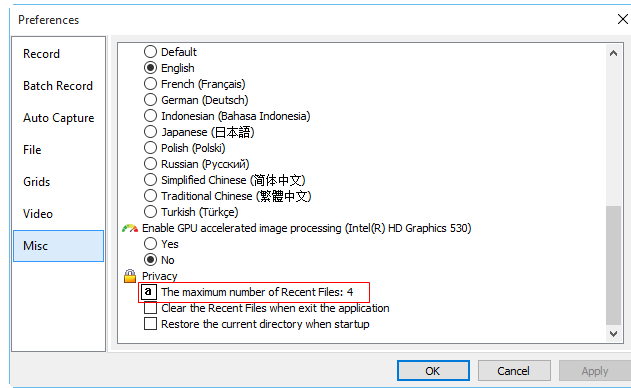 Preferences
Record
Batch Record
Auto Capture
File
Grids
Video
Misc
Default
English
French (Français)
German (Deutsch)
Indonesian (Bahasa Indonesia)
Japanese (日本語)
Polish (Polski)
Russian (Русский)
Simplified Chinese (简体中文)
Traditional Chinese (繁體中文)
Turkish (Türkçe)
Enable GPU accelerated image processing (Intel(R) HD Graphics 530)
Yes
No
Privacy
a The maximum number of Recent Files: 4
Clear the Recent Files when exit the application
Restore the current directory when startup
OK Cancel Apply